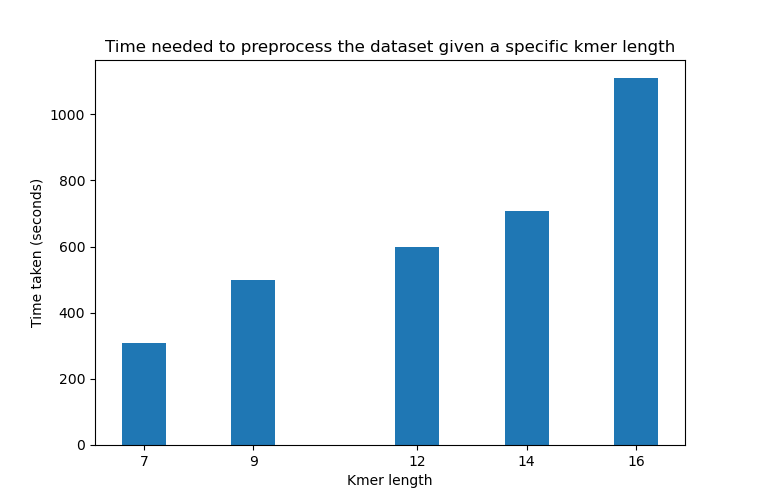 Time needed to preprocess the dataset given a specific kmer length
1000
800
600
400
200
0
Time taken (seconds)
7 9 12 14 16
Kmer length